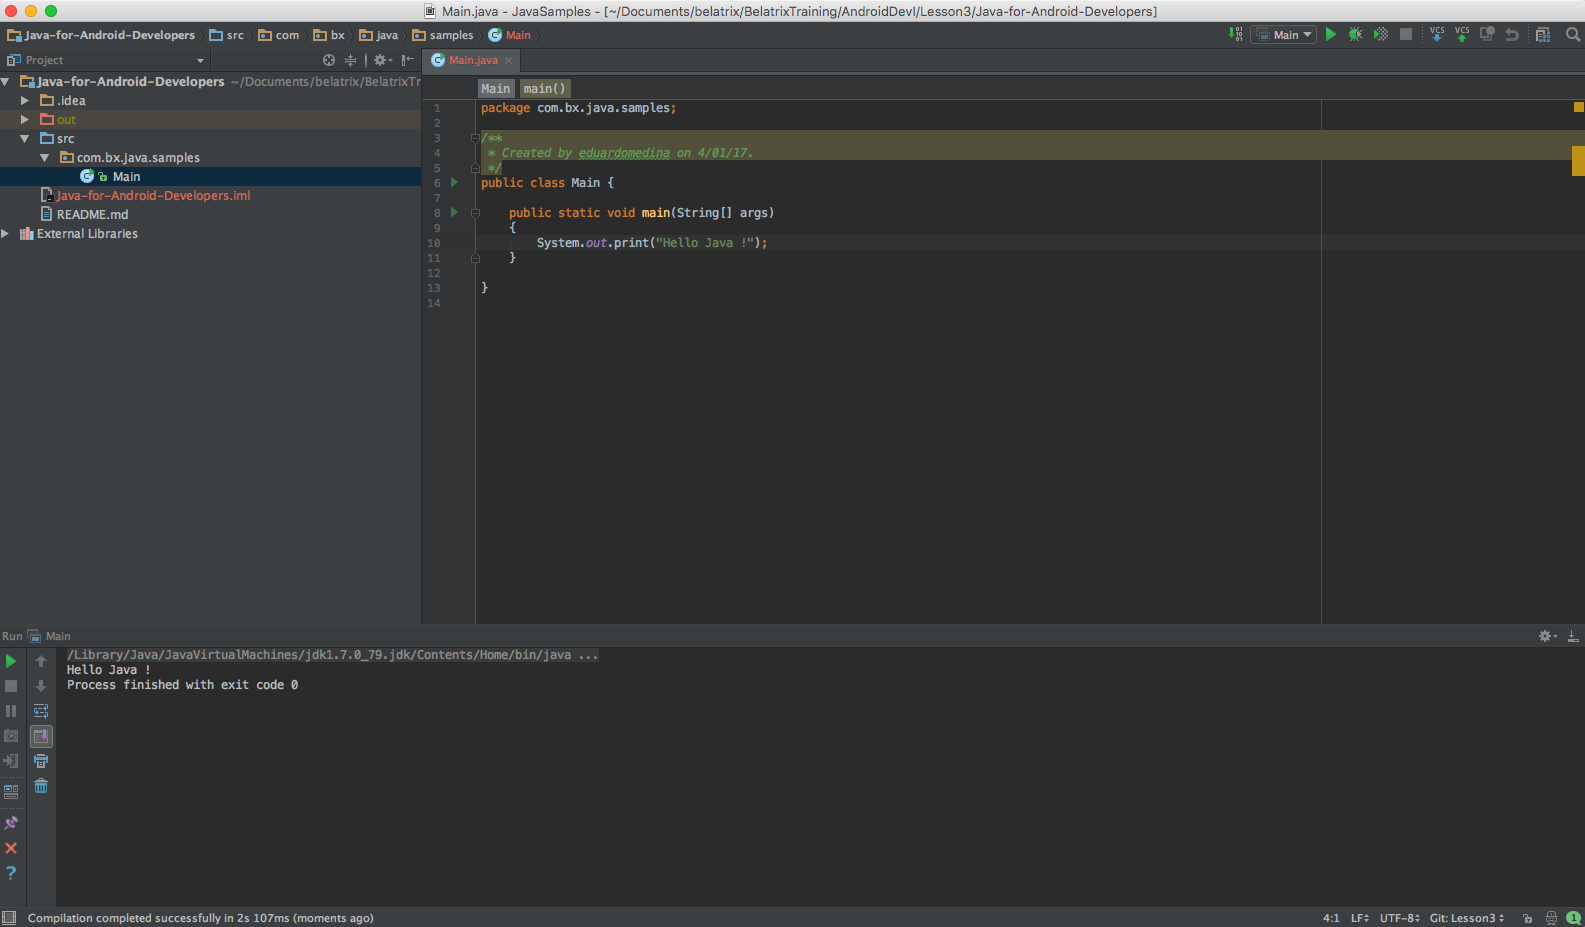 Main.java - JavaSamples - [~/Documents/belatrix/BelatrixTraining/AndroidDevI/Lesson3/Java-for-Android-Developers]
Java-for-Android-Developers src com bx java samples Main
Main
VCS VCS
Project
Main.java
Java-for-Android-Developers ~/Documents/belatrix/BelatrixTr
.idea
out
src
com.bx.java.samples
Main
Java-for-Android-Developers.iml
README.md
External Libraries
Main main()
1 package com.bx.java.samples;
2
3 /**
4 * Created by eduardomedina on 4/01/17.
5 */
6 public class Main {
7
8 public static void main(String[] args)
9 {
10 System.out.print("Hello Java !");
11 }
12
13 }
14
Run Main
/Library/Java/JavaVirtualMachines/jdk1.7.0_79.jdk/Contents/Home/bin/java ...
Hello Java !
Process finished with exit code 0
Compilation completed successfully in 2s 107ms (moments ago)
4:1 LF UTF-8 Git: Lesson3 1